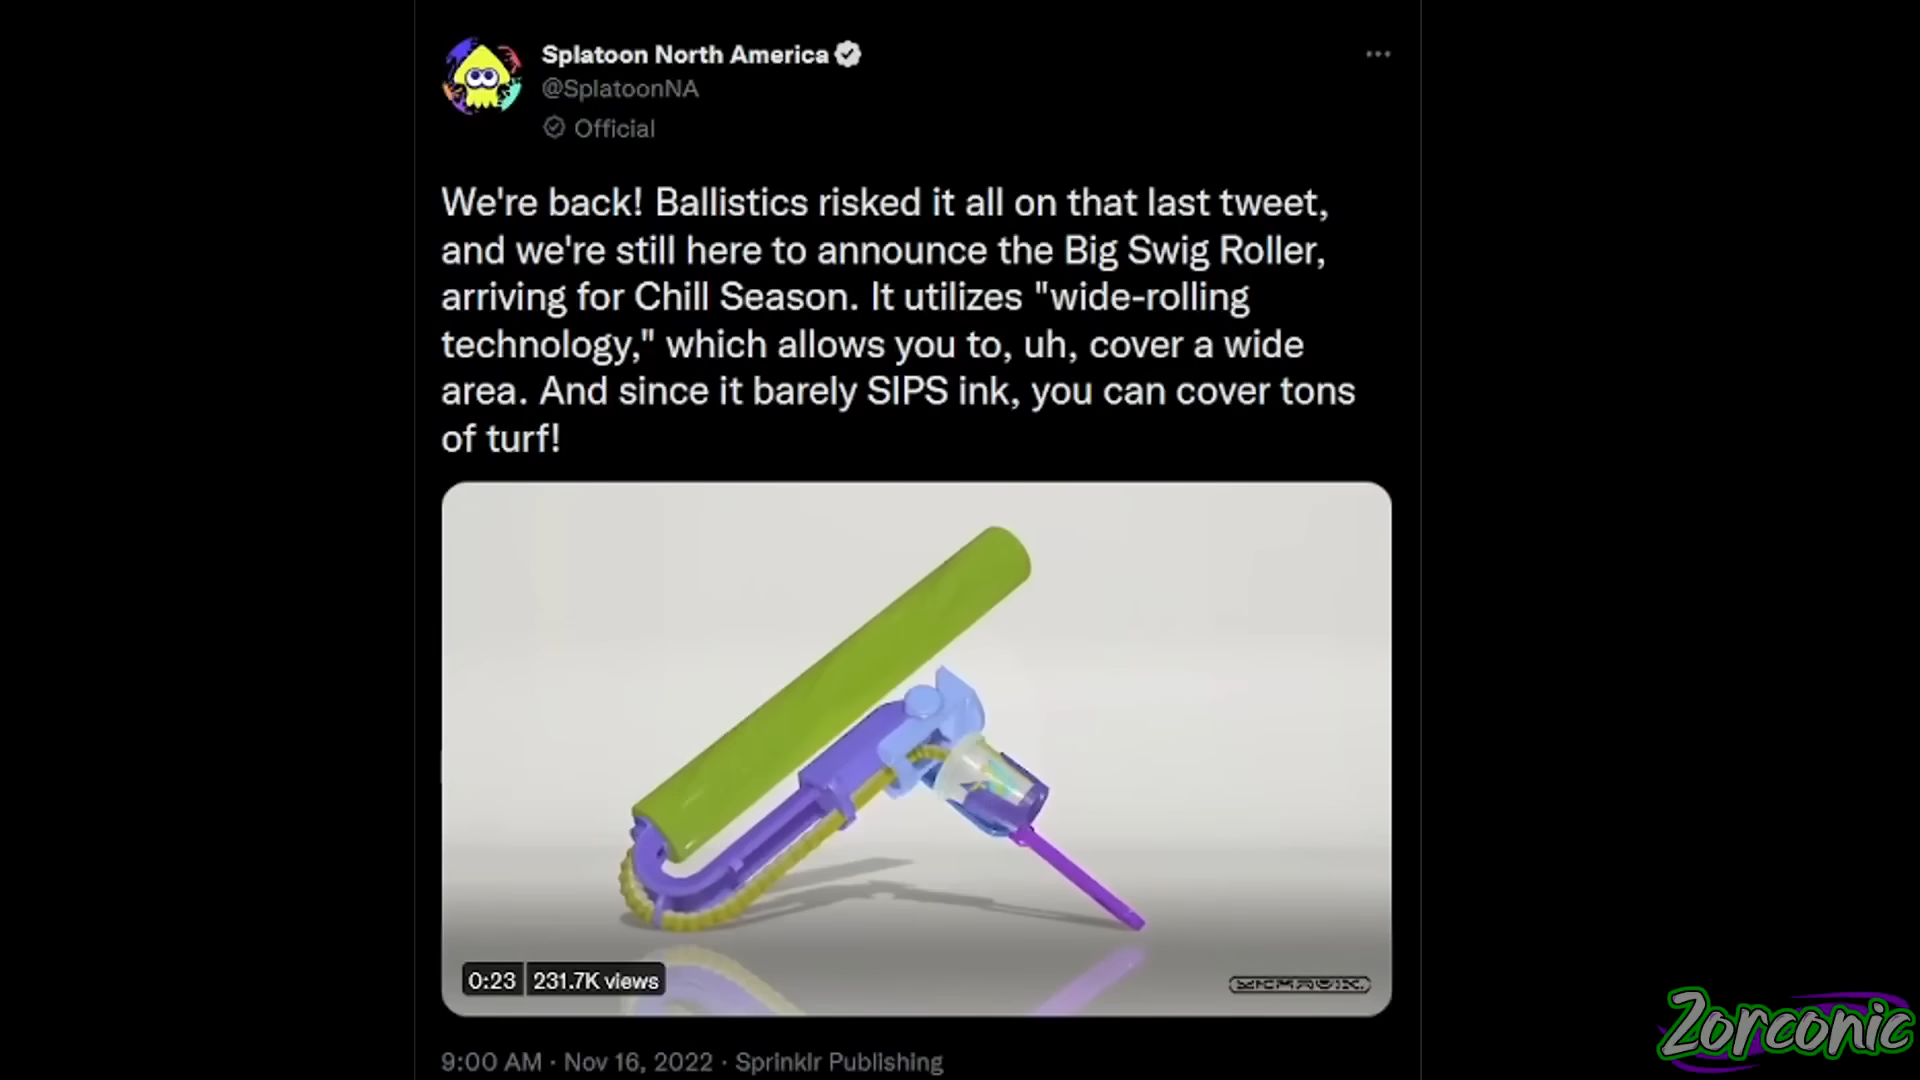 Splatoon North America
@SplatoonNA
Official
We're back! Ballistics risked it all on that last tweet,
and we're still here to announce the Big Swig Roller,
arriving for Chill Season. It utilizes "wide-rolling
technology," which allows you to, uh, cover a wide
area. And since it barely SIPS ink, you can cover tons
of turf!
0:23 231.7K views
9:00 AM · Nov 16, 2022 · Sprinklr Publishing
Zorconic